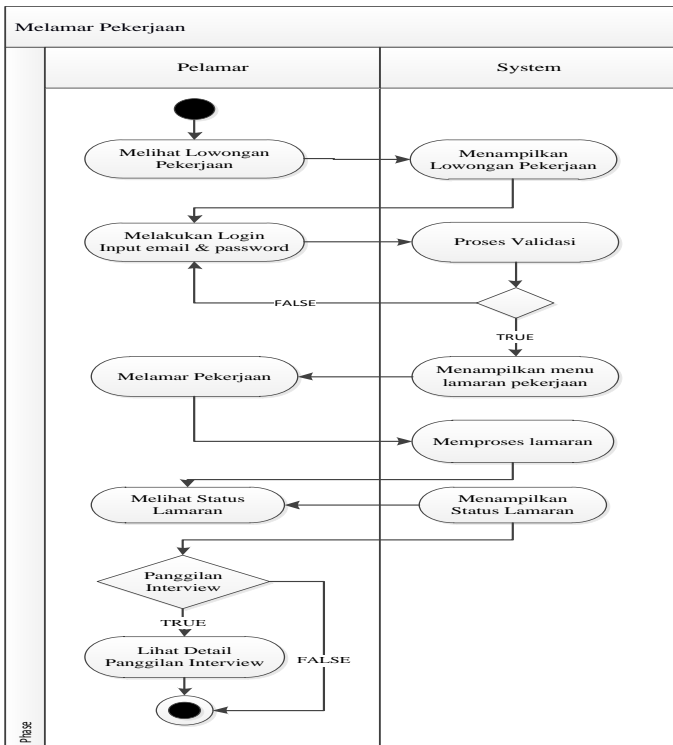 Melamar Pekerjaan
Pelamar
System
Melihat Lowongan
Pekerjaan
Menampilkan
Lowongan Pekerjaan
Melakukan Login
Input email & password
Proses Validasi
FALSE
TRUE
Melamar Pekerjaan
Menampilkan menu
lamaran pekerjaan
Memproses lamaran
Melihat Status
Lamaran
Menampilkan
Status Lamaran
Panggilan
Interview
TRUE
Lihat Detail
Panggilan Interview
FALSE
Phase